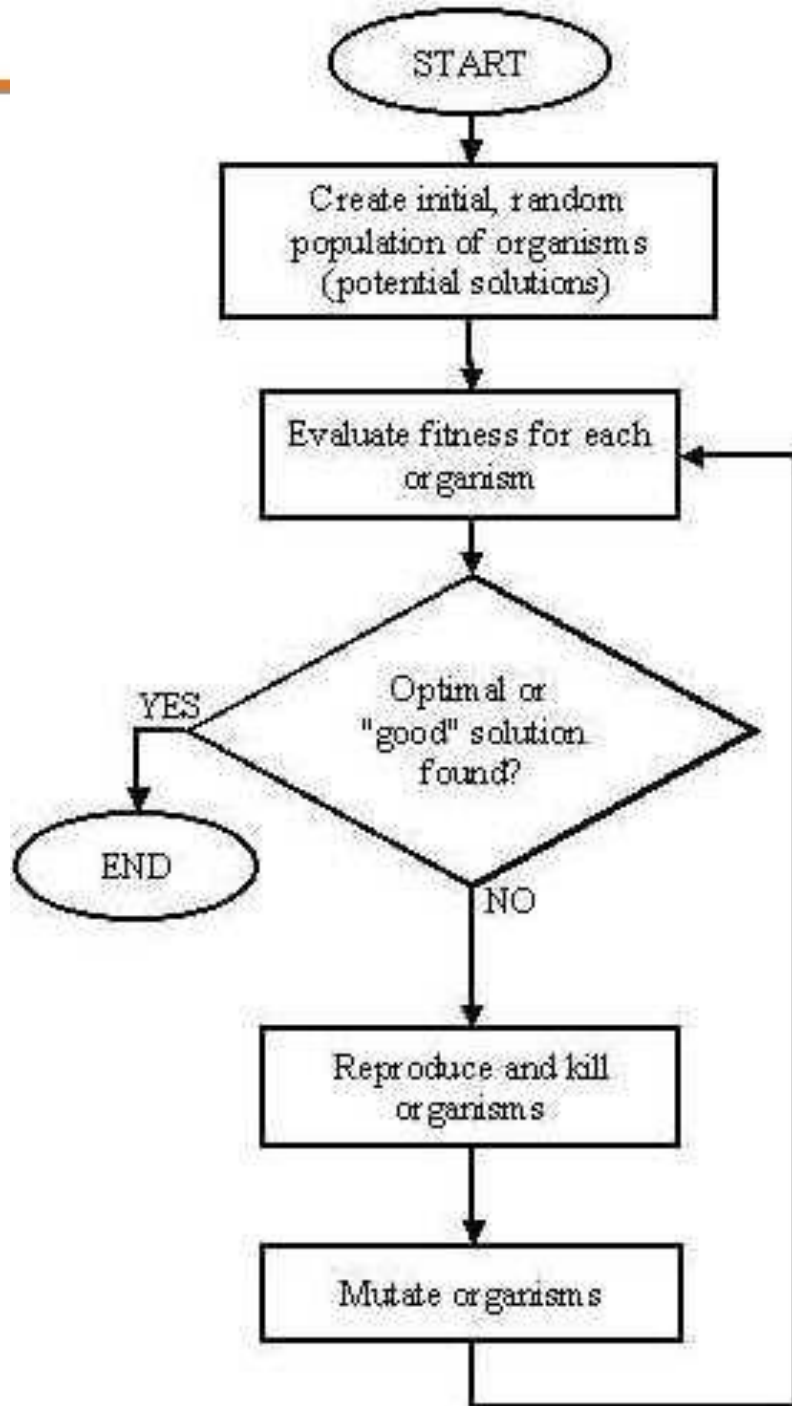 START
Create initial, random
population of organisms
(potential solutions)
Evaluate fitness for each
organism
Optimal or
"good" solution
found?
YES
END
NO
Reproduce and kill
organisms
Mutate organisms